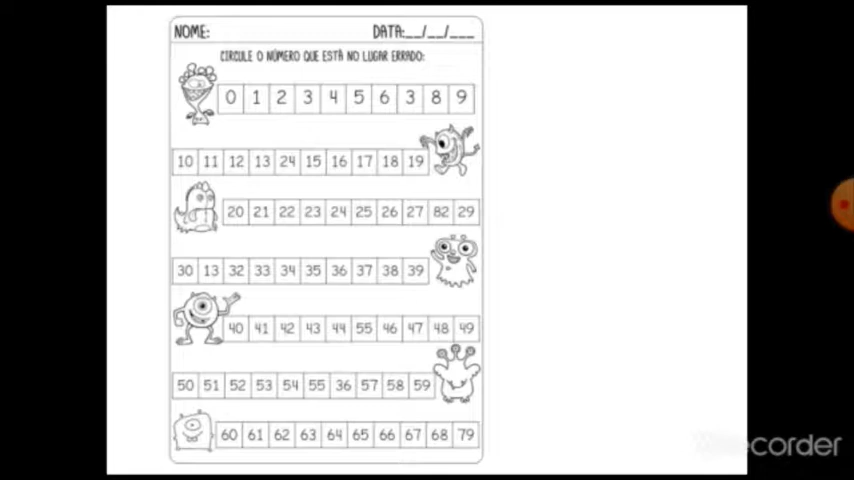 NOME: DATA:__/__/___
CIRCULE O NÚMERO QUE ESTÁ NO LUGAR ERRADO:
0 1 2 3 4 5 6 3 8 9
10 11 12 13 24 15 16 17 18 19
20 21 22 23 24 25 26 27 82 29
30 13 32 33 34 35 36 37 38 39
40 41 42 43 44 55 46 47 48 49
50 51 52 53 54 55 36 57 58 59
60 61 62 63 64 65 66 67 68 79